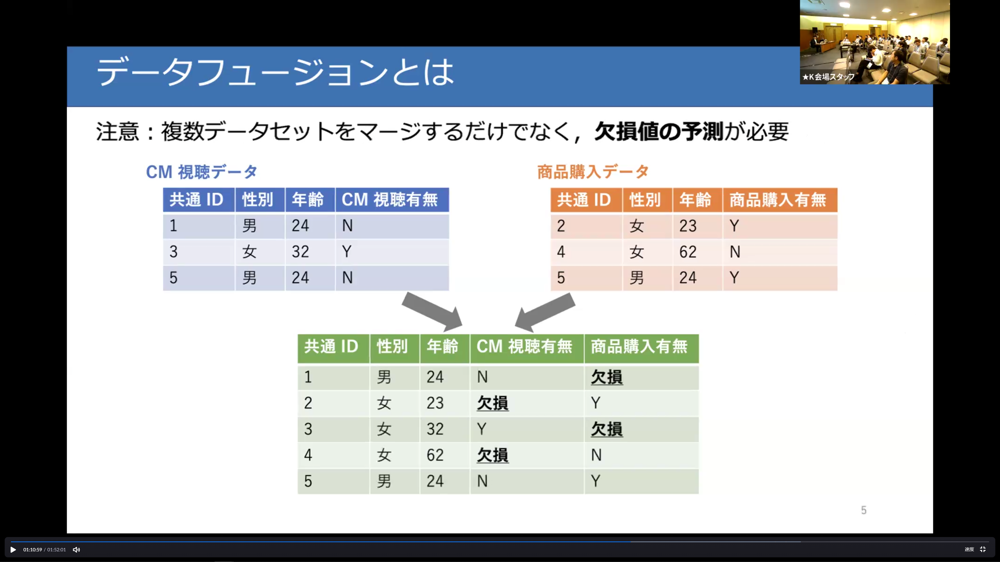 データフュージョンとは
★K会場スタッフ
注意：複数データセットをマージするだけでなく，欠損値の予測が必要
CM 視聴データ
共通 ID 性別 年齢 CM 視聴有無
1 男 24 N
3 女 32 Y
5 男 24 N
商品購入データ
共通 ID 性別 年齢 商品購入有無
2 女 23 Y
4 女 62 N
5 男 24 Y
共通 ID 性別 年齢 CM 視聴有無 商品購入有無
1 男 24 N 欠損
2 女 23 欠損 Y
3 女 32 Y 欠損
4 女 62 欠損 N
5 男 24 N Y
5
01:10:59 / 01:52:01
速度